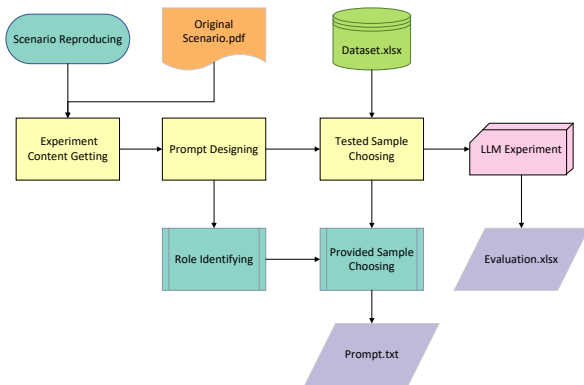 Scenario Reproducing
Original
Scenario.pdf
Dataset.xlsx
Experiment
Content Getting
Prompt Designing
Tested Sample
Choosing
LLM Experiment
Role Identifying
Provided Sample
Choosing
Evaluation.xlsx
Prompt.txt